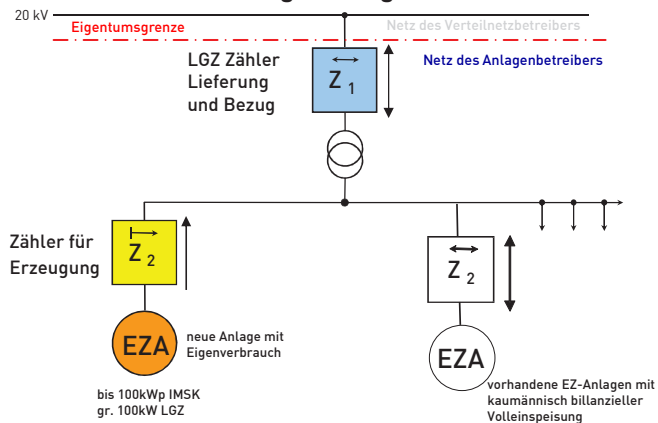 20 kV
Eigentumsgrenze
Netz des Verteilnetzbetreibers
LGZ Zähler
Lieferung
und Bezug
Z 1
Netz des Anlagenbetreibers
Zähler für
Erzeugung
Z 2
Z 2
EZA
neue Anlage mit
Eigenverbrauch
EZA
bis 100kWp IMSK
gr. 100kW LGZ
vorhandene EZ-Anlagen mit
kaumännisch billanzieller
Volleinspeisung